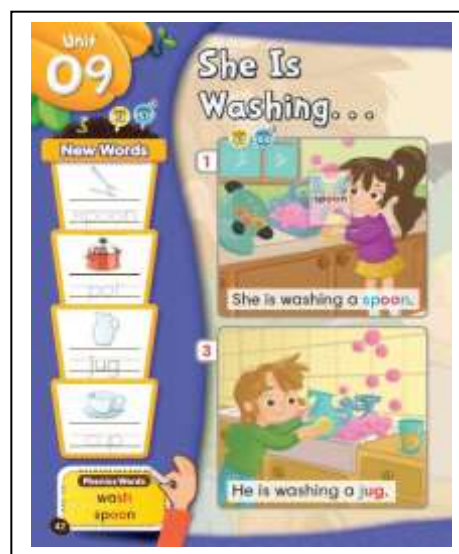 Unit
09
She Is
Washing...
New Words
spoon
pot
jug
cup
1
spoon
She is washing a spoon.
3
He is washing a jug.
Phonics Words
wash
spoon